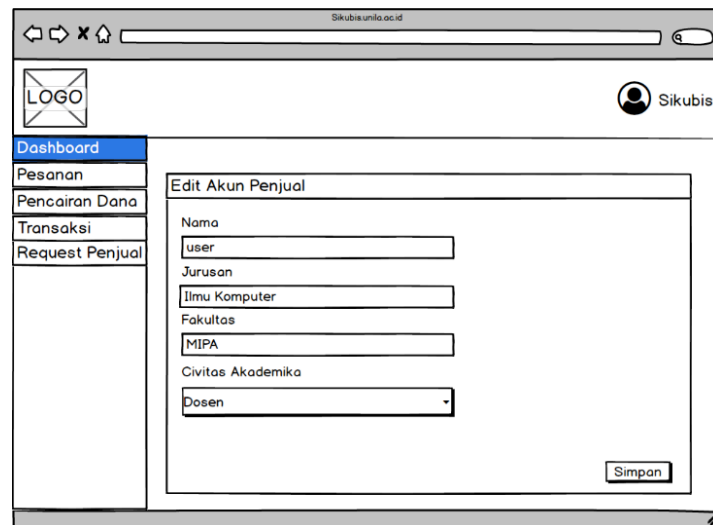 Sikubis.unila.ac.id
LOGO
Sikubis
Dashboard
Pesanan
Pencairan Dana
Transaksi
Request Penjual
Edit Akun Penjual
Nama
user
Jurusan
Ilmu Komputer
Fakultas
MIPA
Civitas Akademika
Dosen
Simpan